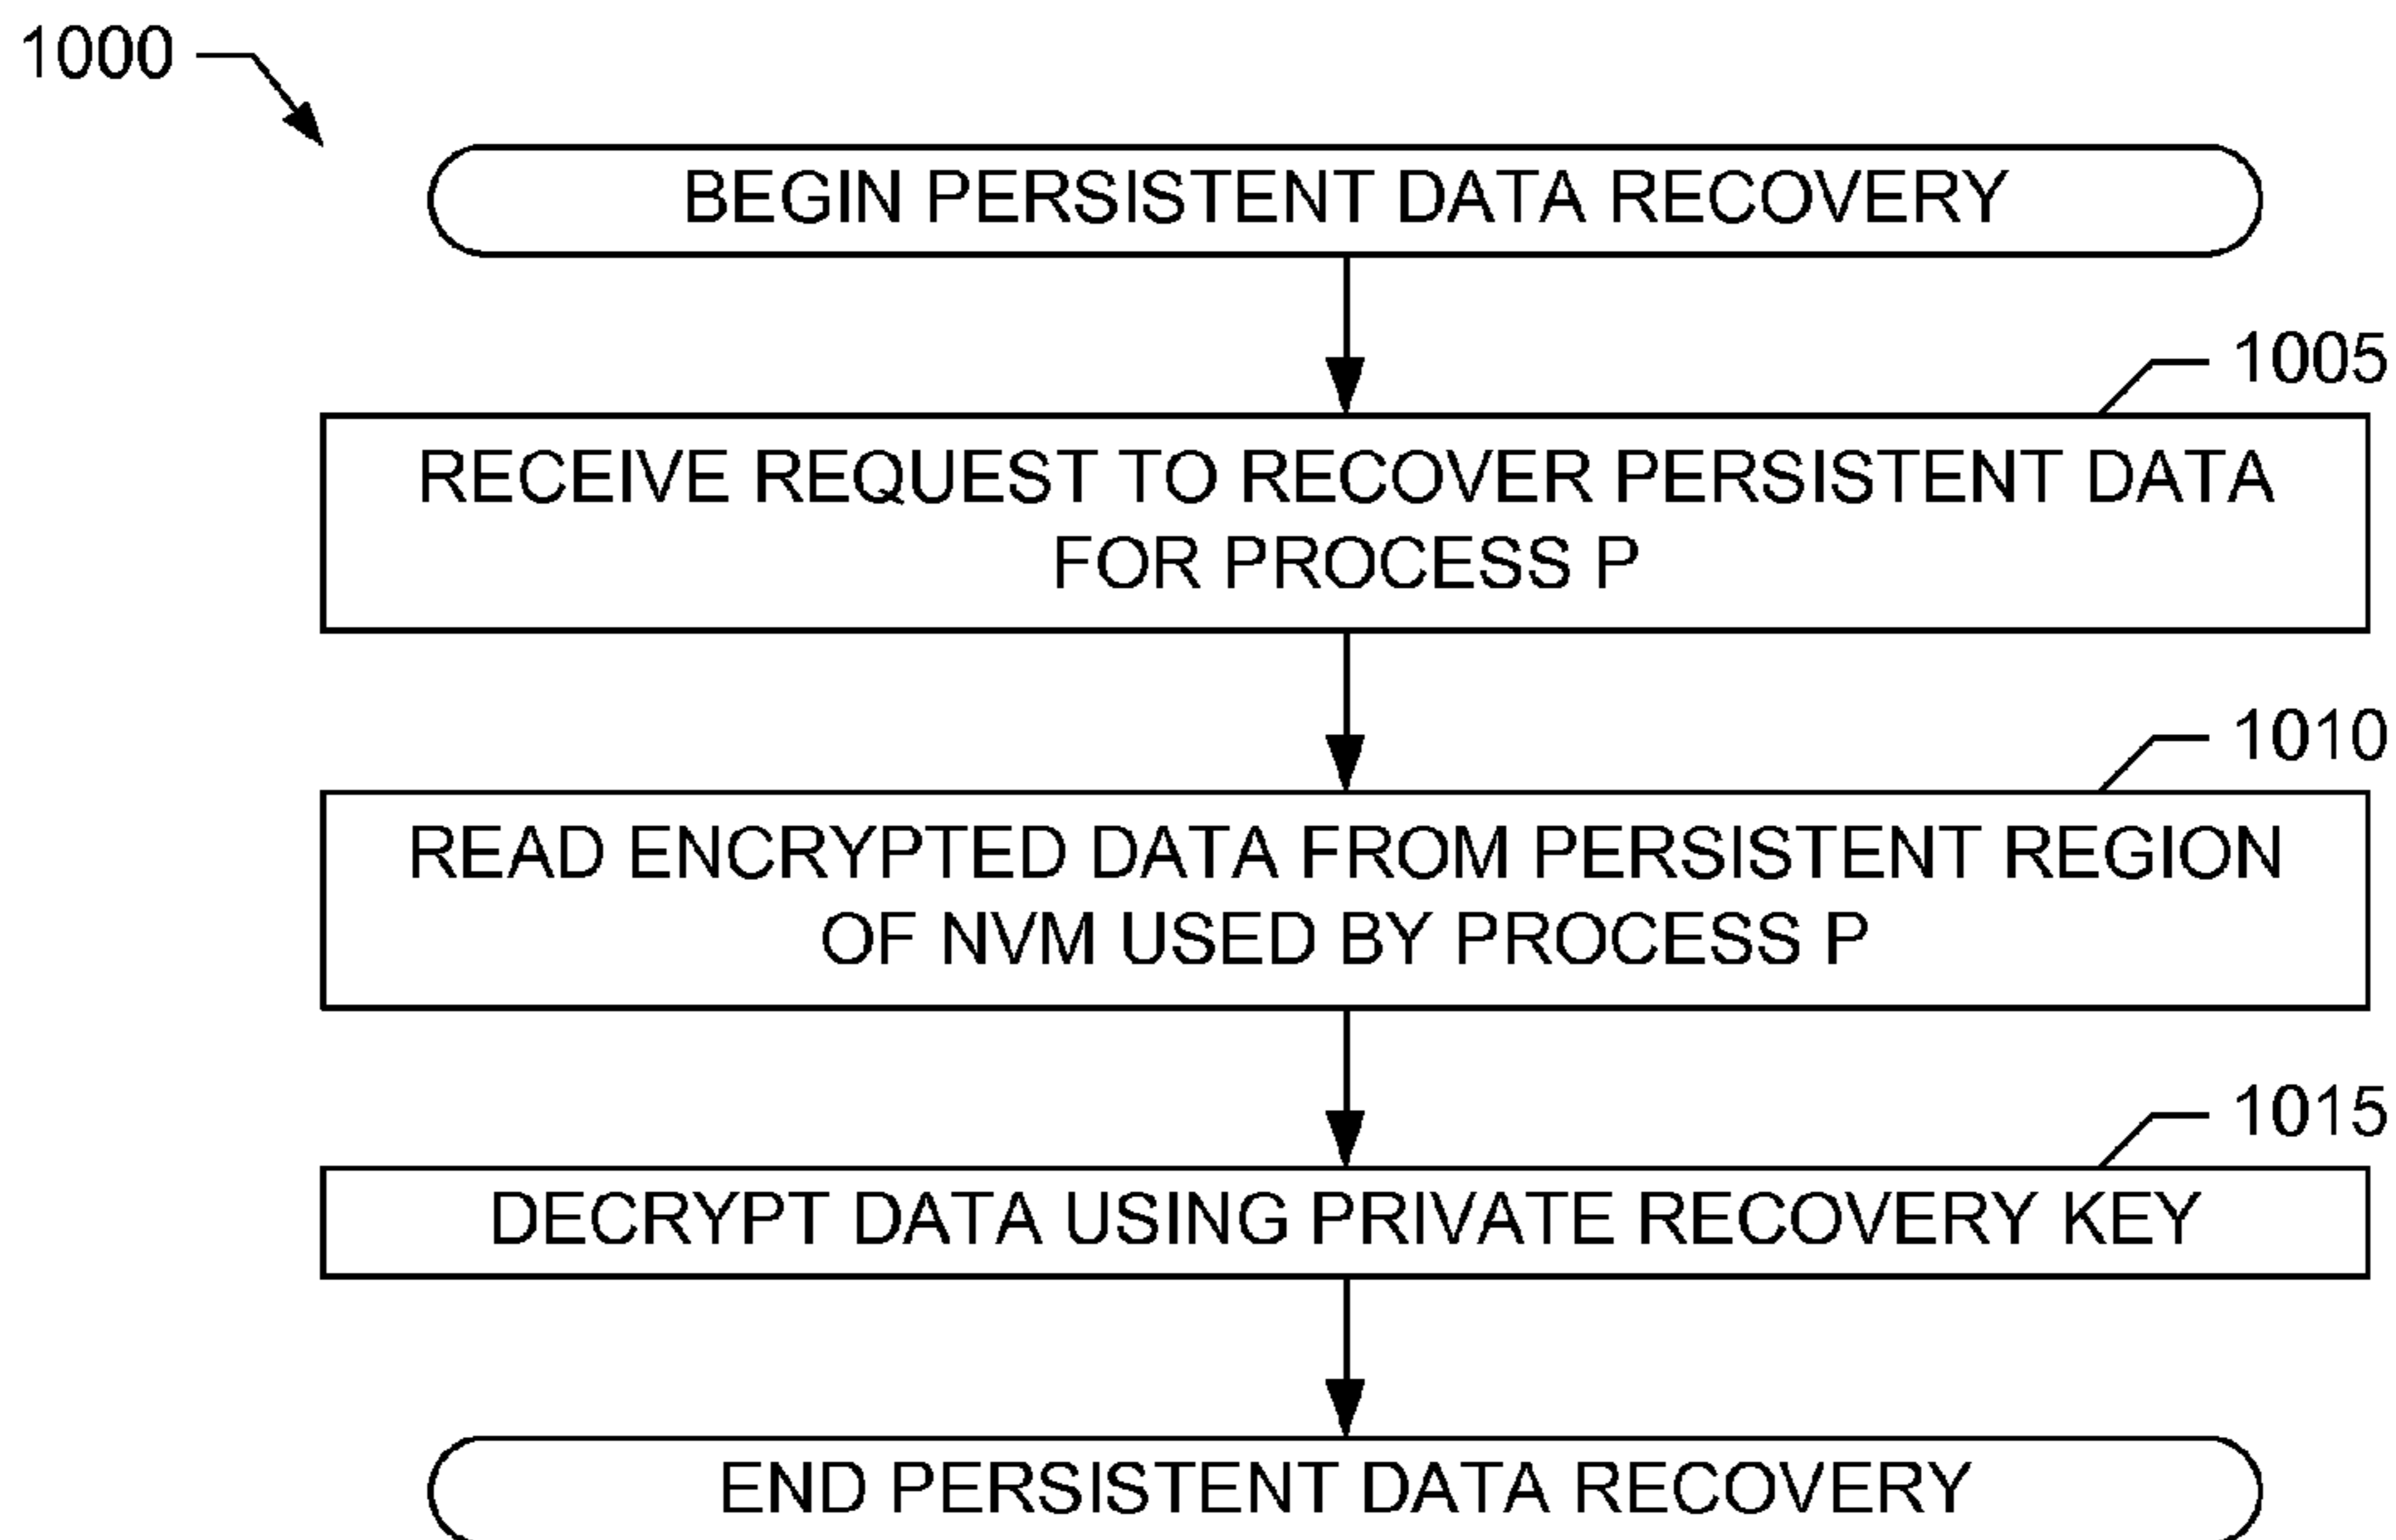 1000
BEGIN PERSISTENT DATA RECOVERY
1005
RECEIVE REQUEST TO RECOVER PERSISTENT DATA
FOR PROCESS P
1010
READ ENCRYPTED DATA FROM PERSISTENT REGION
OF NVM USED BY PROCESS P
1015
DECRYPT DATA USING PRIVATE RECOVERY KEY
END PERSISTENT DATA RECOVERY